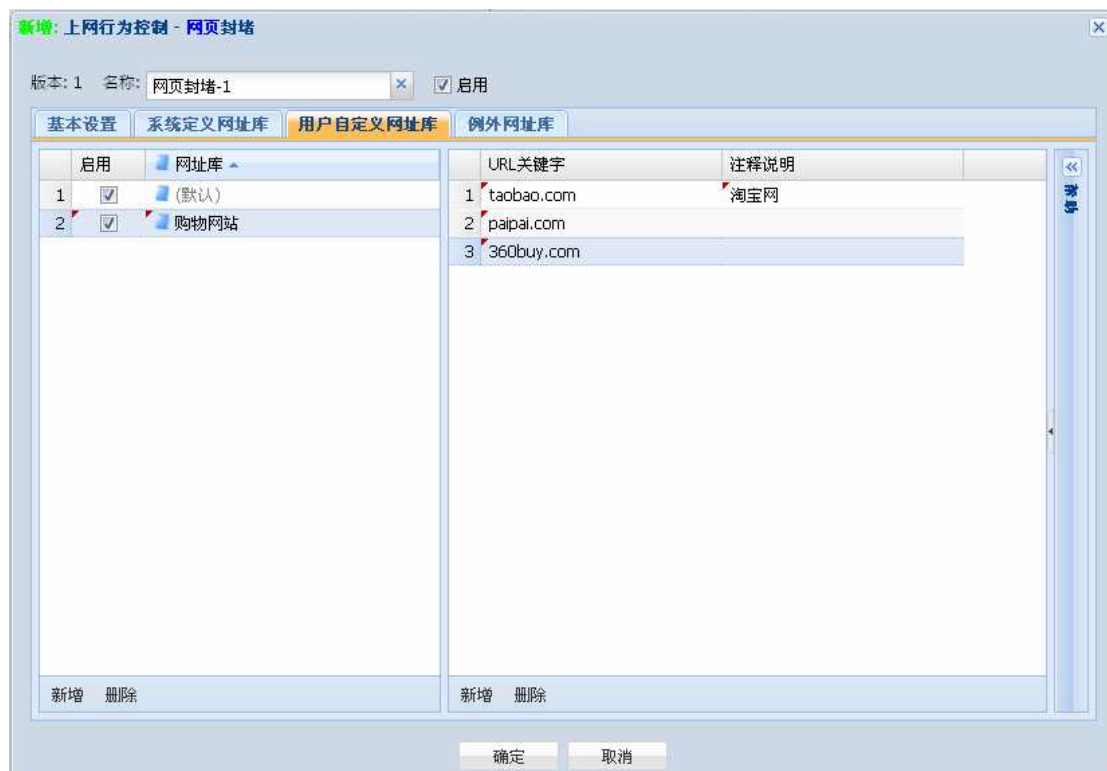 新增: 上网行为控制 - 网页封堵
版本: 1 名称: 网页封堵-1 启用
基本设置 系统定义网址库 用户自定义网址库 例外网址库
启用 网址库 URL关键字 注释说明
1 (默认) 1 taobao.com 淘宝网
2 购物网站 2 paipai.com
3 360buy.com
帮助
新增 删除 新增 删除
确定 取消